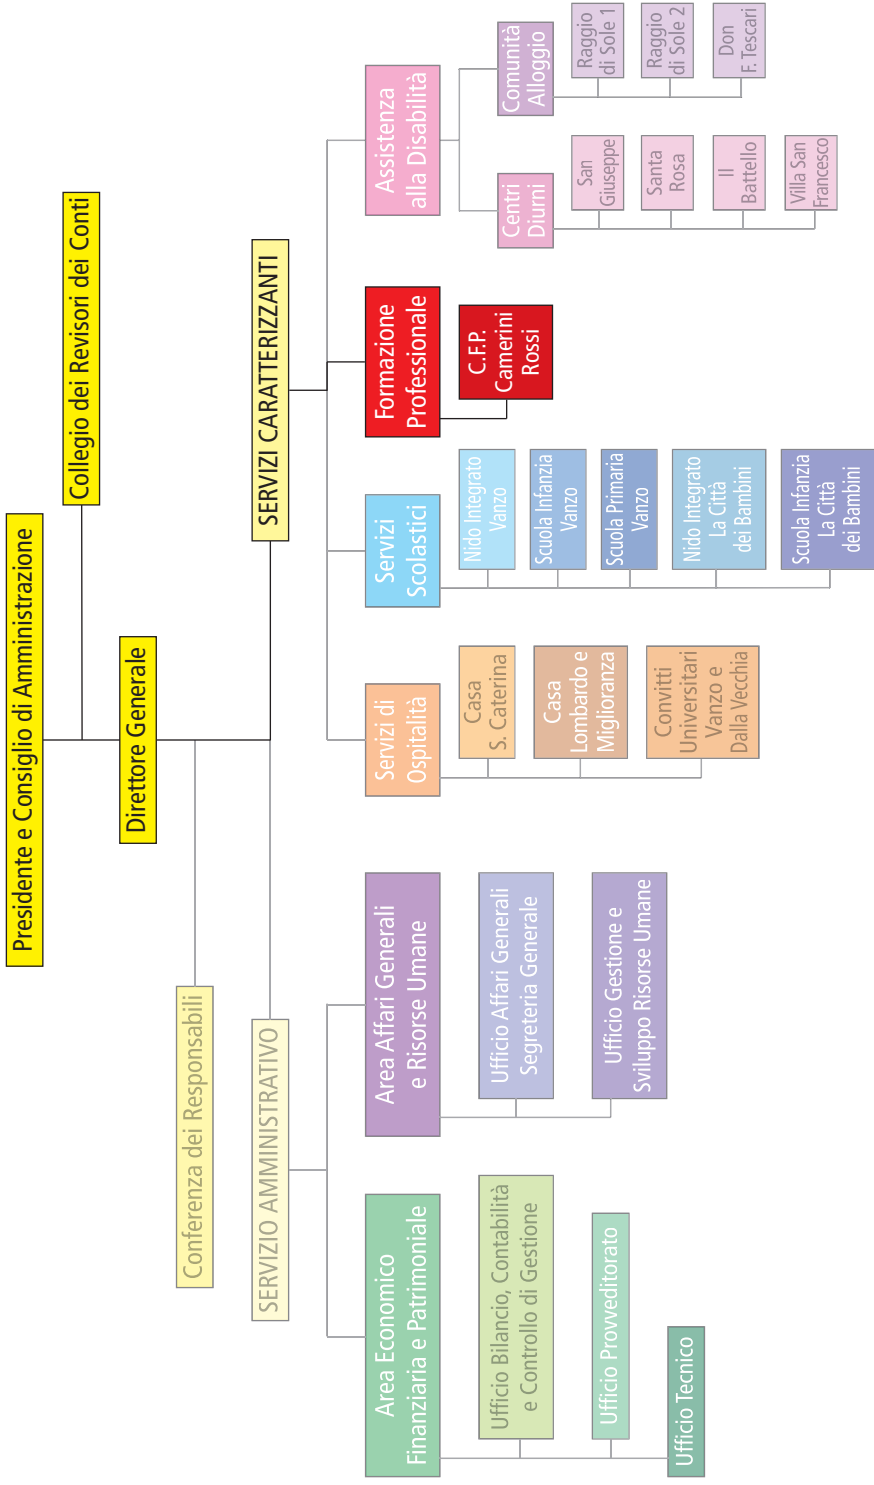 Presidente e Consiglio di Amministrazione
Collegio dei Revisori dei Conti
Direttore Generale
Conferenza dei Responsabili
SERVIZIO AMMINISTRATIVO
SERVIZI CARATTERIZZANTI
Area Economico
Finanziaria e Patrimoniale
Ufficio Bilancio, Contabilità
e Controllo di Gestione
Ufficio Provveditorato
Ufficio Tecnico
Area Affari Generali
e Risorse Umane
Ufficio Affari Generali
Segreteria Generale
Ufficio Gestione e
Sviluppo Risorse Umane
Servizi di
Ospitalità
Casa
S. Caterina
Casa
Lombardo e
Miglioranza
Convitti
Universitari
Vanzo e
Dalla Vecchia
Servizi
Scolastici
Nido Integrato
Vanzo
Scuola Infanzia
Vanzo
Scuola Primaria
Vanzo
Nido Integrato
La Città
dei Bambini
Scuola Infanzia
La Città
dei Bambini
Formazione
Professionale
C.F.P.
Camerini
Rossi
Assistenza
alla Disabilità
Centri
Diurni
San
Giuseppe
Santa
Rosa
Il
Battello
Villa San
Francesco
Comunità
Alloggio
Raggio
di Sole 1
Raggio
di Sole 2
Don
F. Tescari